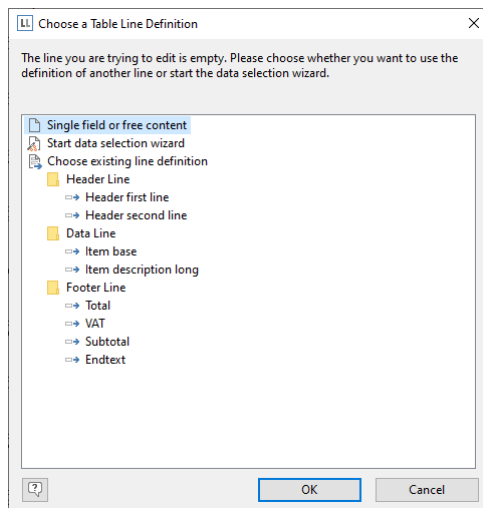 LL Choose a Table Line Definition
The line you are trying to edit is empty. Please choose whether you want to use the
definition of another line or start the data selection wizard.
Single field or free content
Start data selection wizard
Choose existing line definition
Header Line
Header first line
Header second line
Data Line
Item base
Item description long
Footer Line
Total
VAT
Subtotal
Endtext
?
OK Cancel